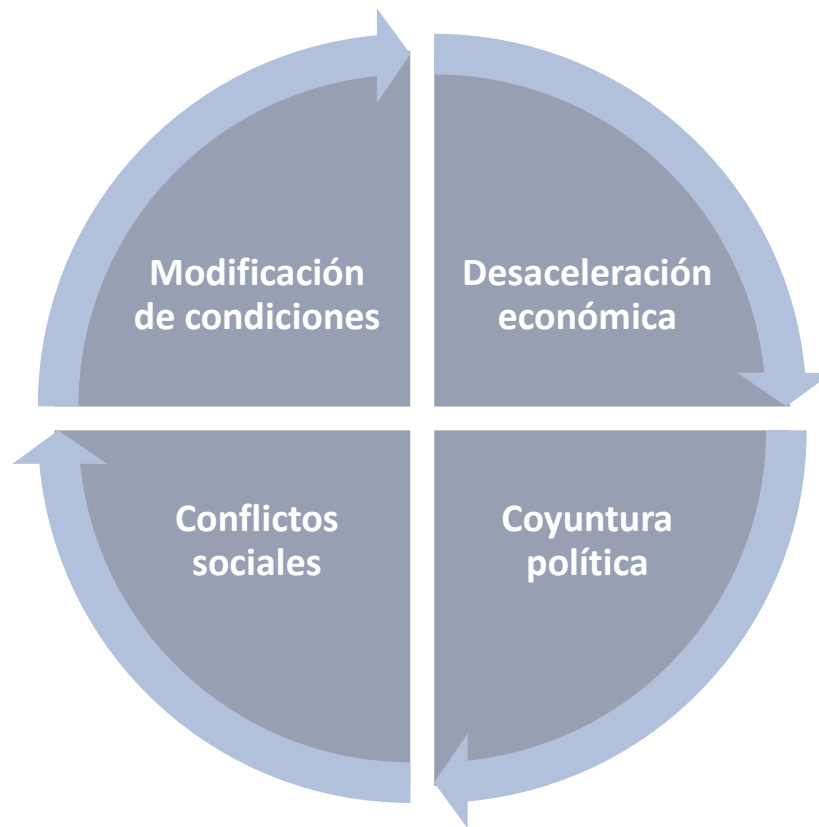 Modificación
de condiciones
Desaceleración
económica
Conflictos
sociales
Coyuntura
política